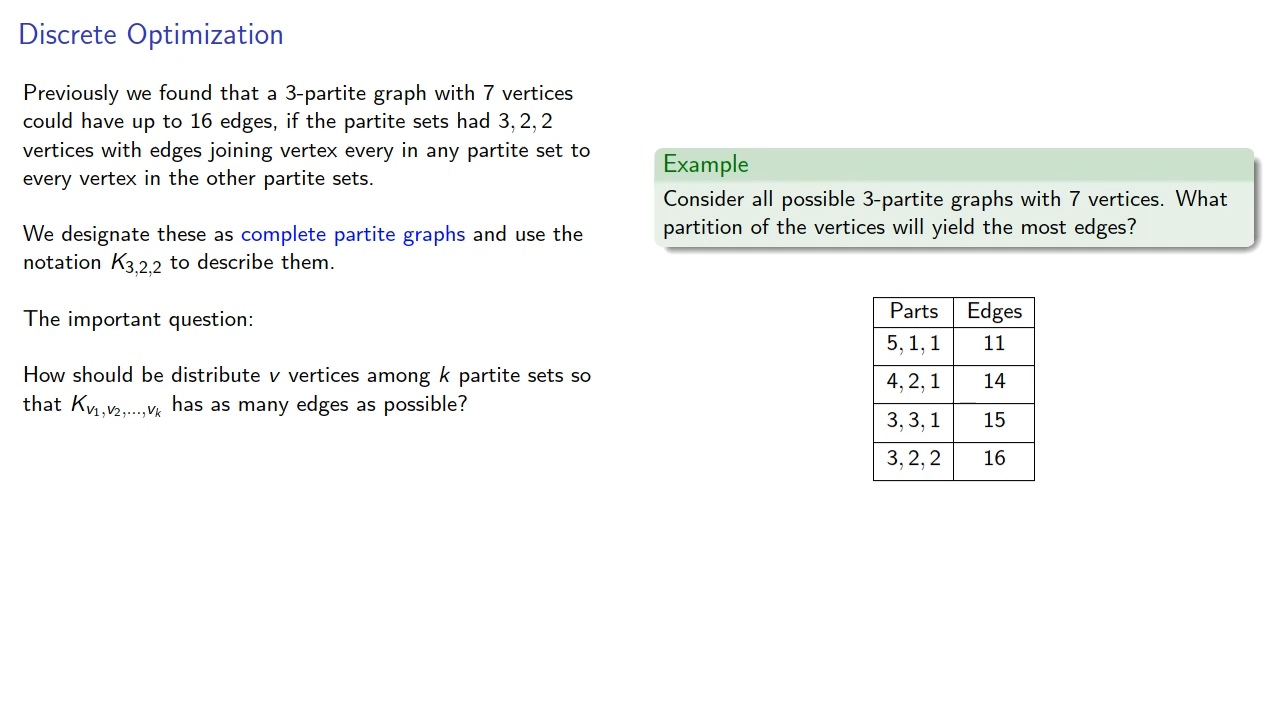 Discrete Optimization
Previously we found that a 3-partite graph with 7 vertices
could have up to 16 edges, if the partite sets had 3, 2, 2
vertices with edges joining vertex every in any partite set to
every vertex in the other partite sets.
We designate these as complete partite graphs and use the
notation K3,2,2 to describe them.
The important question:
How should be distribute v vertices among k partite sets so
that Kv1,v2,...,vk has as many edges as possible?
Example
Consider all possible 3-partite graphs with 7 vertices. What
partition of the vertices will yield the most edges?
Parts Edges
5, 1, 1 11
4, 2, 1 14
3, 3, 1 15
3, 2, 2 16